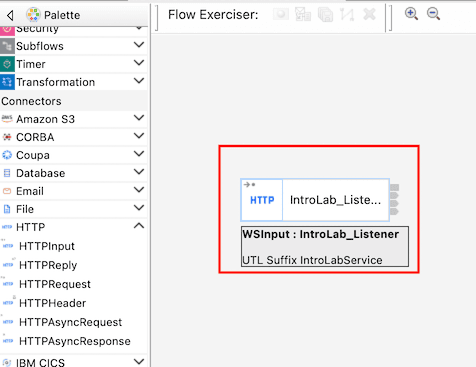 Palette
Flow Exerciser:
Security
Subflows
Timer
Transformation
Connectors
Amazon S3
CORBA
Coupa
Database
Email
File
HTTP
HTTPInput
HTTPReply
HTTPRequest
HTTPHeader
HTTPAsyncRequest
HTTPAsyncResponse
IBM CICS
HTTP
IntroLab_Liste...
WSInput : IntroLab_Listener
UTL Suffix IntroLabService